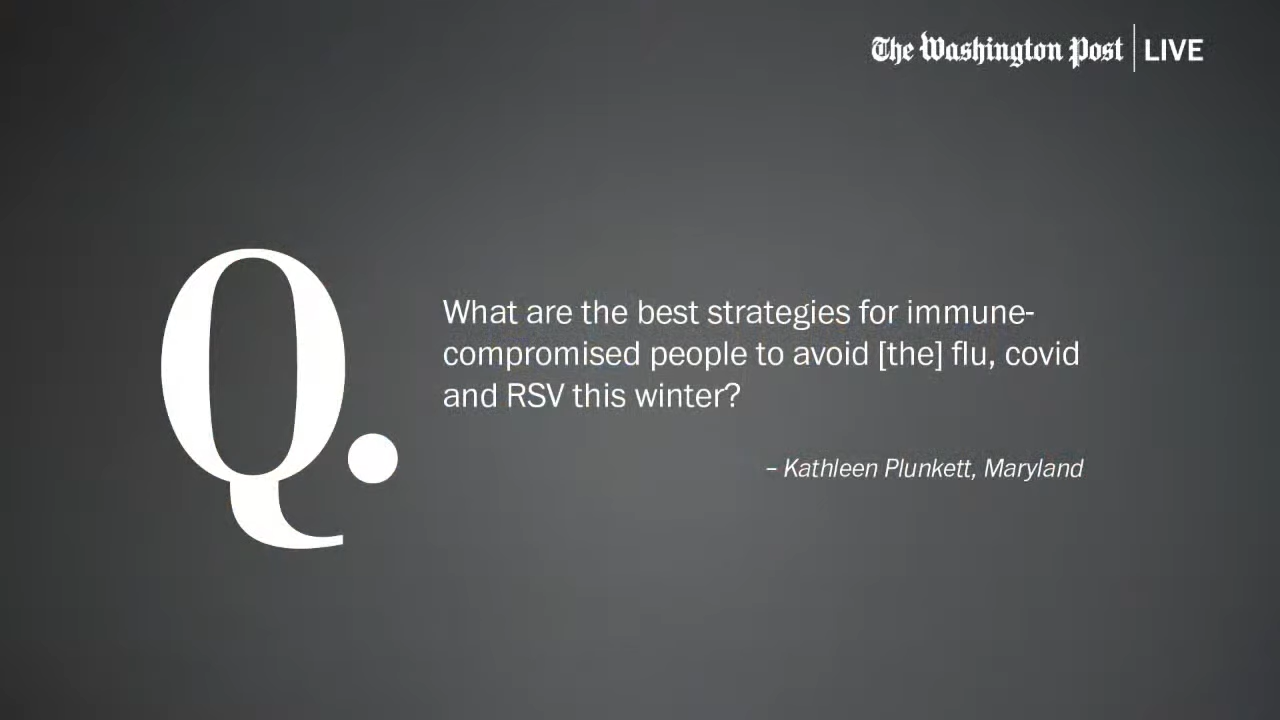 The Washington Post | LIVE
Q.
What are the best strategies for immune-
compromised people to avoid [the] flu, covid
and RSV this winter?
– Kathleen Plunkett, Maryland